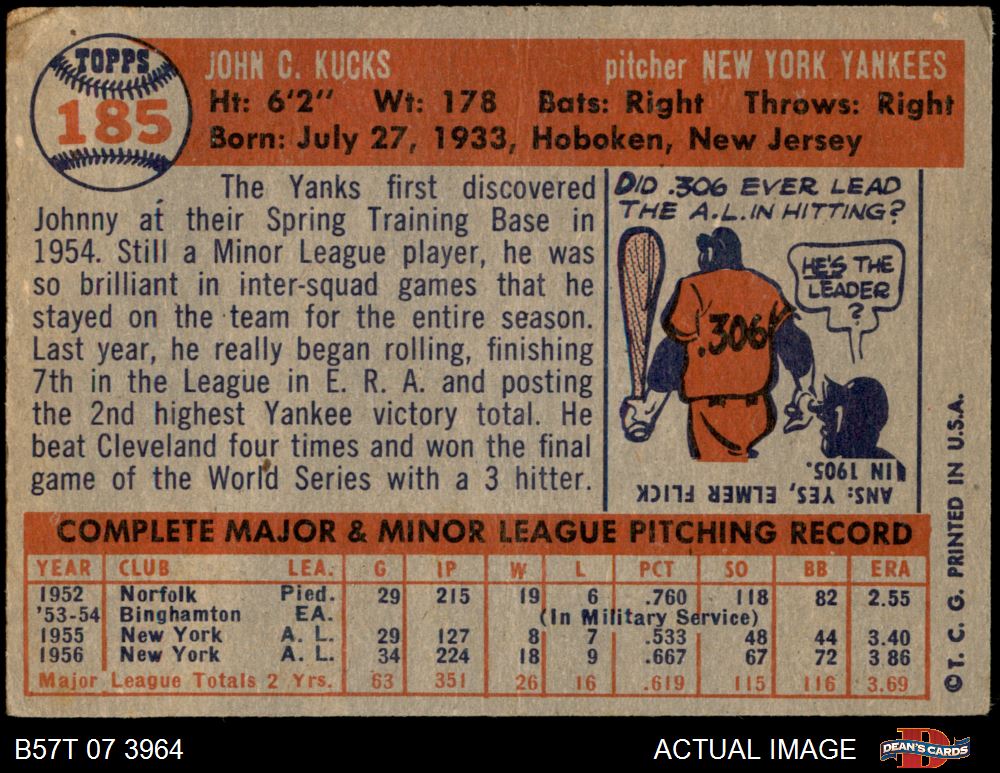 TOPPS
185
JOHN C. KUCKS pitcher NEW YORK YANKEES
Ht: 6'2" Wt: 178 Bats: Right Throws: Right
Born: July 27, 1933, Hoboken, New Jersey
The Yanks first discovered
Johnny at their Spring Training Base in
1954. Still a Minor League player, he was
so brilliant in inter-squad games that he
stayed on the team for the entire season.
Last year, he really began rolling, finishing
7th in the League in E. R. A. and posting
the 2nd highest Yankee victory total. He
beat Cleveland four times and won the final
game of the World Series with a 3 hitter.
DID .306 EVER LEAD
THE A.L. IN HITTING?
HE'S THE
LEADER
?
.306
ANS: YES, ELMER FLICK
IN 1905.
COMPLETE MAJOR & MINOR LEAGUE PITCHING RECORD
YEAR CLUB LEA. G IP W L PCT SO BB ERA
1952 Norfolk Pied. 29 215 19 6 .760 118 82 2.55
'53-54 Binghamton EA. (In Military Service)
1955 New York A. L. 29 127 8 7 .533 48 44 3.40
1956 New York A. L. 34 224 18 9 .667 67 72 3 86
Major League Totals 2 Yrs. 63 351 26 16 .619 115 116 3.69
©T. C. G. PRINTED IN U.S.A.
B57T 07 3964 ACTUAL IMAGE DEAN'S CARDS